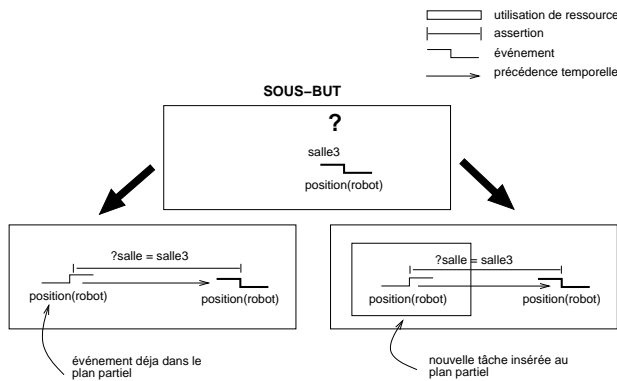 utilisation de ressource
assertion
événement
précédence temporelle
SOUS–BUT
?
salle3
position(robot)
?salle = salle3
position(robot)
position(robot)
événement déja dans le
plan partiel
?salle = salle3
position(robot)
position(robot)
nouvelle tâche insérée au
plan partiel